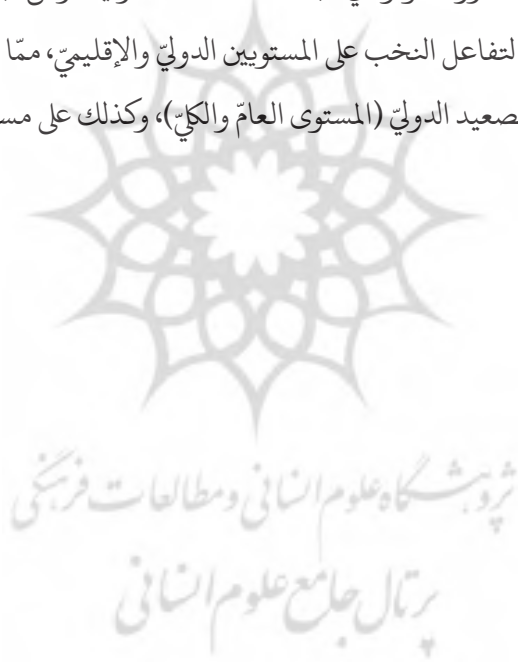 لتفاعل النخب على المستويين الدوليّ والإقليميّ، ممّا
صعيد الدوليّ (المستوى العامّ والكلّيّ)، وكذلك على مس
پژوهشگاه علوم انسانی و مطالعات فرهنگی
پرتال جامع علوم انسانی